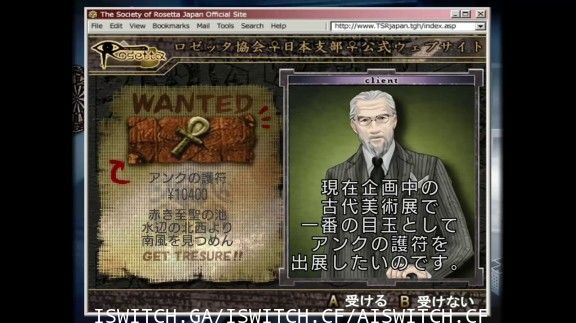 The Society of Rosetta Japan Official Site
File Edit View Bookmarks Mail Tools Search Help http://www.TSRjapan.tgh/index.asp
Rosetta ロゼッタ協会♀日本支部♀公式ウェブサイト
WANTED
アンクの護符
¥10400
赤き至聖の池
水辺の北西より
南風を見つめん
GET TRESURE!!
client
現在企画中の
古代美術展で
一番の目玉として
アンクの護符を
出展したいのです。
A 受ける B 受けない
ISWITCH.GA/ISWITCH.CF/AISWITCH.CF